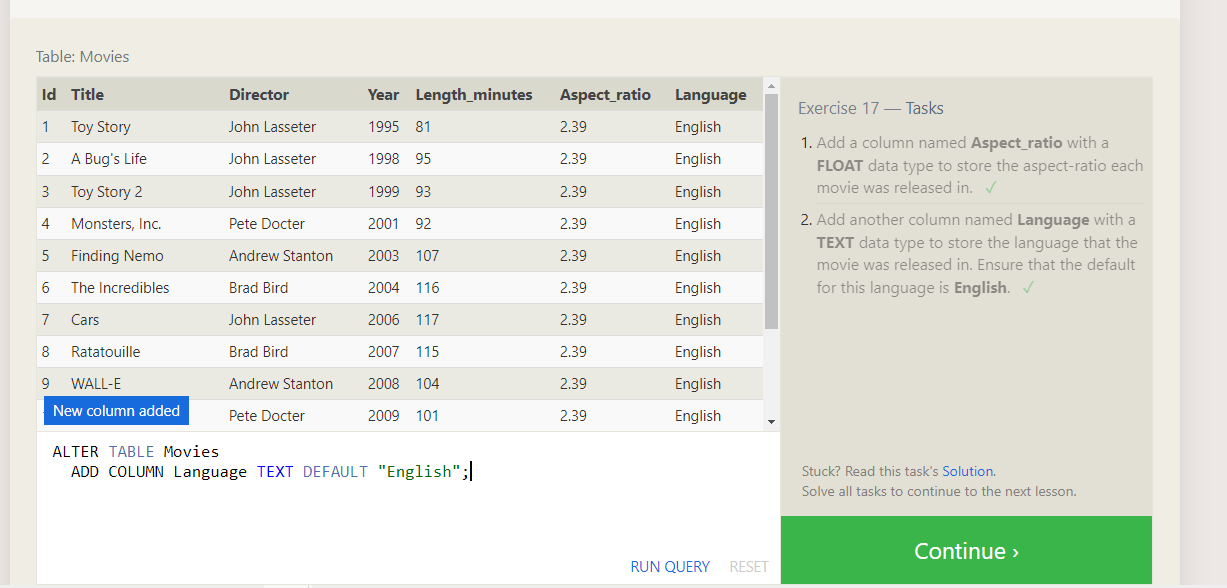 Table: Movies
Id Title Director Year Length_minutes Aspect_ratio Language
1 Toy Story John Lasseter 1995 81 2.39 English
2 A Bug's Life John Lasseter 1998 95 2.39 English
3 Toy Story 2 John Lasseter 1999 93 2.39 English
4 Monsters, Inc. Pete Docter 2001 92 2.39 English
5 Finding Nemo Andrew Stanton 2003 107 2.39 English
6 The Incredibles Brad Bird 2004 116 2.39 English
7 Cars John Lasseter 2006 117 2.39 English
8 Ratatouille Brad Bird 2007 115 2.39 English
9 WALL-E Andrew Stanton 2008 104 2.39 English
New column added
Pete Docter 2009 101 2.39 English
ALTER TABLE Movies
ADD COLUMN Language TEXT DEFAULT "English";
RUN QUERY RESET
Exercise 17 — Tasks
1. Add a column named Aspect_ratio with a
FLOAT data type to store the aspect-ratio each
movie was released in. ✓
2. Add another column named Language with a
TEXT data type to store the language that the
movie was released in. Ensure that the default
for this language is English. ✓
Stuck? Read this task's Solution.
Solve all tasks to continue to the next lesson.
Continue ›